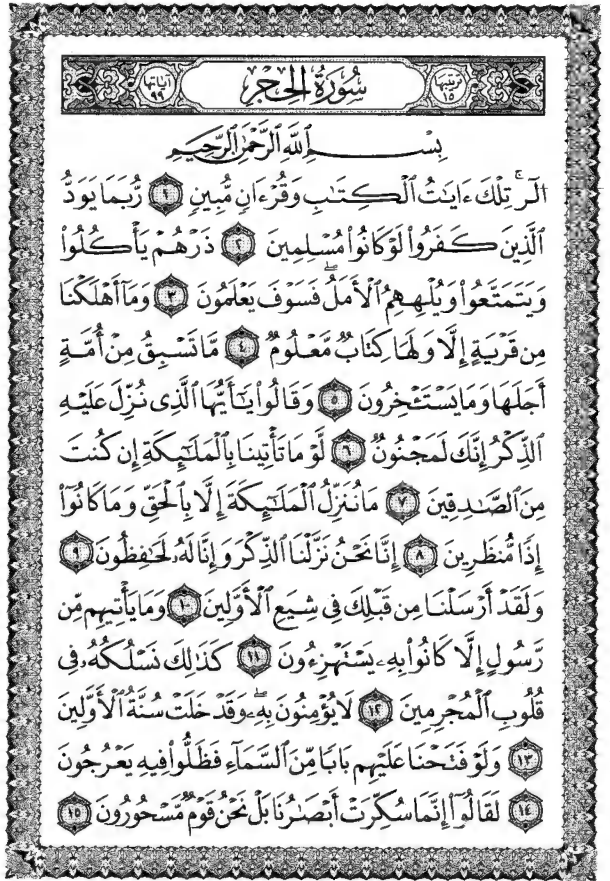 ترتيبها ١٥ سُورَةُ الحِجْرِ آياتها ٩٩
بِسْمِ ٱللَّهِ ٱلرَّحْمَٰنِ ٱلرَّحِيمِ
الٓرۚ تِلْكَ ءَايَٰتُ ٱلْكِتَٰبِ وَقُرْءَانٍ مُّبِينٍ ١ رُّبَمَا يَوَدُّ
ٱلَّذِينَ كَفَرُوا۟ لَوْ كَانُوا۟ مُسْلِمِينَ ٢ ذَرْهُمْ يَأْكُلُوا۟
وَيَتَمَتَّعُوا۟ وَيُلْهِهِمُ ٱلْأَمَلُۖ فَسَوْفَ يَعْلَمُونَ ٣ وَمَآ أَهْلَكْنَا
مِن قَرْيَةٍ إِلَّا وَلَهَا كِتَابٌ مَّعْلُومٌ ٤ مَّا تَسْبِقُ مِنْ أُمَّةٍ
أَجَلَهَا وَمَا يَسْتَـْٔخِرُونَ ٥ وَقَالُوا۟ يَٰٓأَيُّهَا ٱلَّذِى نُزِّلَ عَلَيْهِ
ٱلذِّكْرُ إِنَّكَ لَمَجْنُونٌ ٦ لَّوْ مَا تَأْتِينَا بِٱلْمَلَٰٓئِكَةِ إِن كُنتَ
مِنَ ٱلصَّٰدِقِينَ ٧ مَا نُنَزِّلُ ٱلْمَلَٰٓئِكَةَ إِلَّا بِٱلْحَقِّ وَمَا كَانُوٓا۟
إِذًا مُّنظَرِينَ ٨ إِنَّا نَحْنُ نَزَّلْنَا ٱلذِّكْرَ وَإِنَّا لَهُۥ لَحَٰفِظُونَ ٩
وَلَقَدْ أَرْسَلْنَا مِن قَبْلِكَ فِى شِيَعِ ٱلْأَوَّلِينَ ١٠ وَمَا يَأْتِيهِم مِّن
رَّسُولٍ إِلَّا كَانُوا۟ بِهِۦ يَسْتَهْزِءُونَ ١١ كَذَٰلِكَ نَسْلُكُهُۥ فِى
قُلُوبِ ٱلْمُجْرِمِينَ ١٢ لَا يُؤْمِنُونَ بِهِۦۖ وَقَدْ خَلَتْ سُنَّةُ ٱلْأَوَّلِينَ
١٣ وَلَوْ فَتَحْنَا عَلَيْهِم بَابًا مِّنَ ٱلسَّمَآءِ فَظَلُّوا۟ فِيهِ يَعْرُجُونَ
١٤ لَقَالُوٓا۟ إِنَّمَا سُكِّرَتْ أَبْصَٰرُنَا بَلْ نَحْنُ قَوْمٌ مَّسْحُورُونَ ١٥